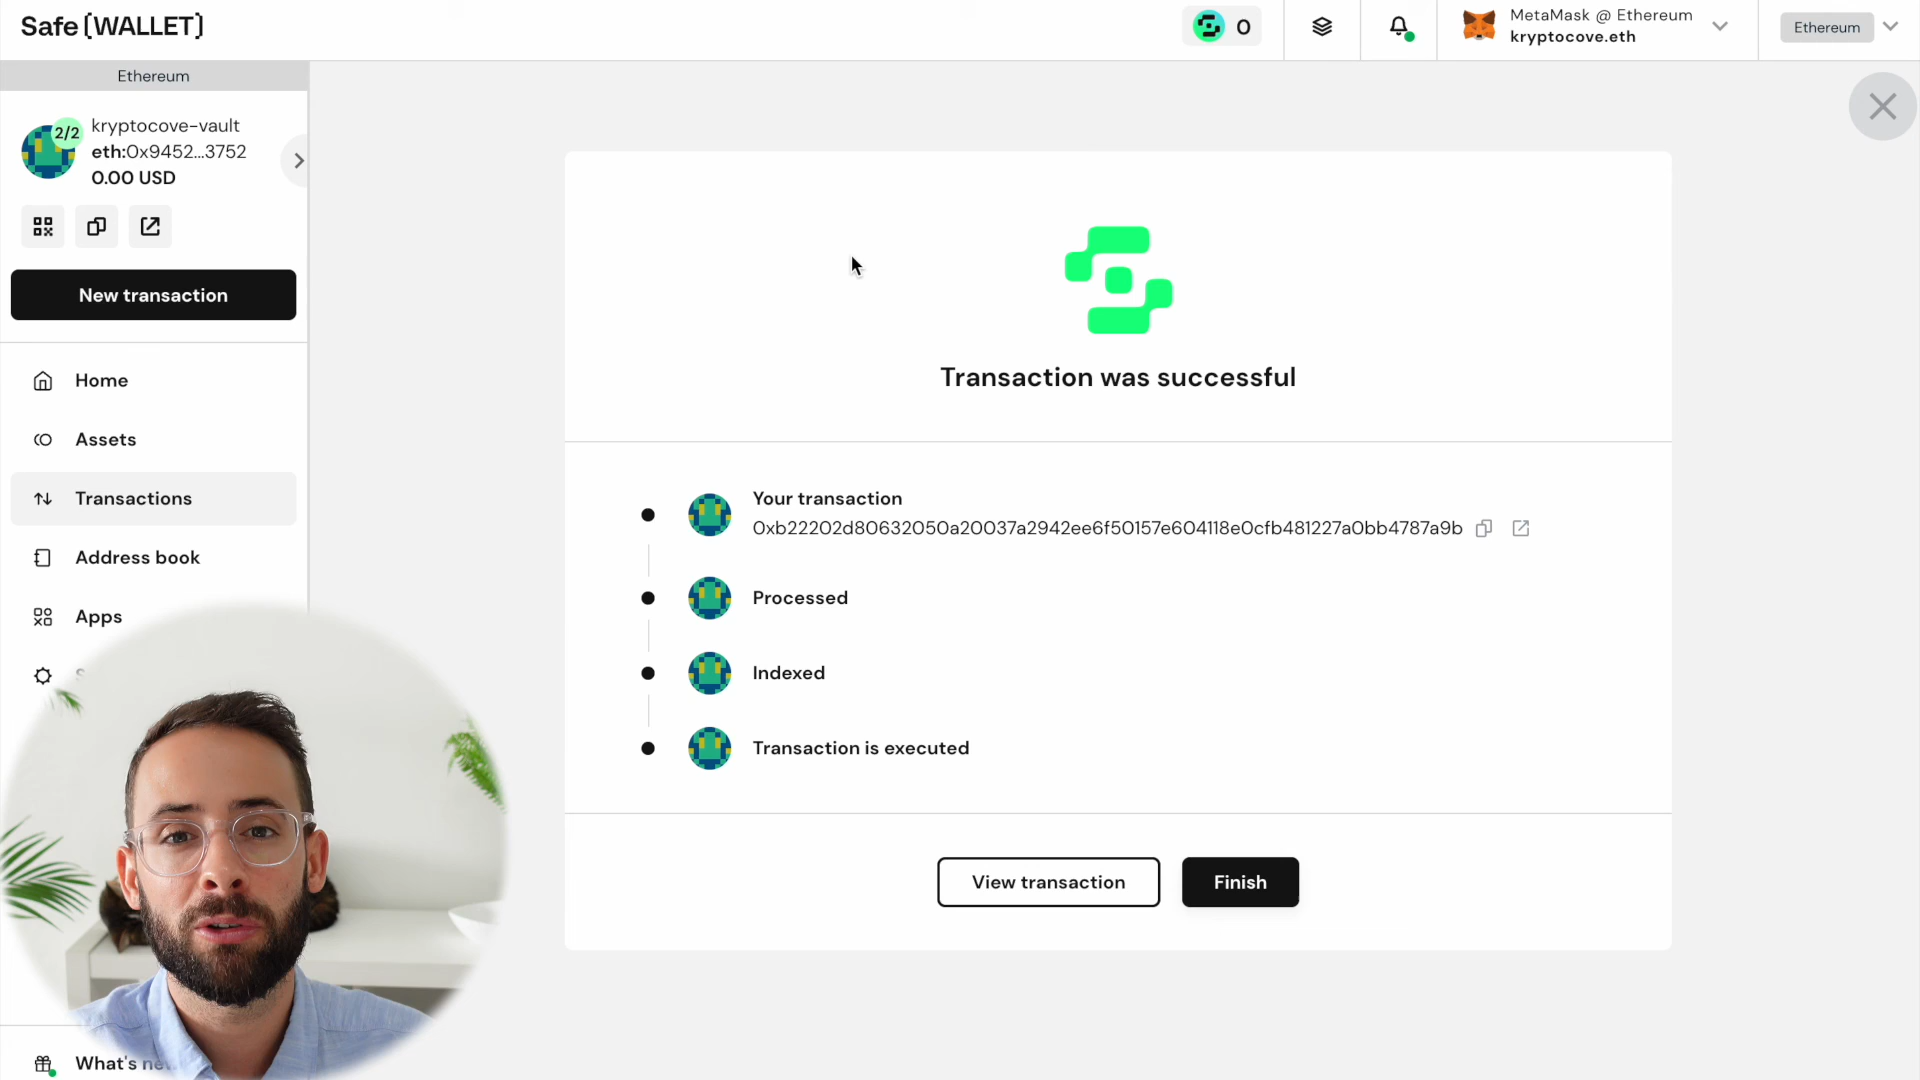 Safe{WALLET}
0
MetaMask @ Ethereum
kryptocove.eth
Ethereum
Ethereum
2/2
kryptocove-vault
eth:0x9452...3752
0.00 USD
New transaction
Home
Assets
Transactions
Address book
Apps
What's
Transaction was successful
Your transaction
0xb22202d80632050a20037a2942ee6f50157e604118e0cfb481227a0bb4787a9b
Processed
Indexed
Transaction is executed
View transaction
Finish